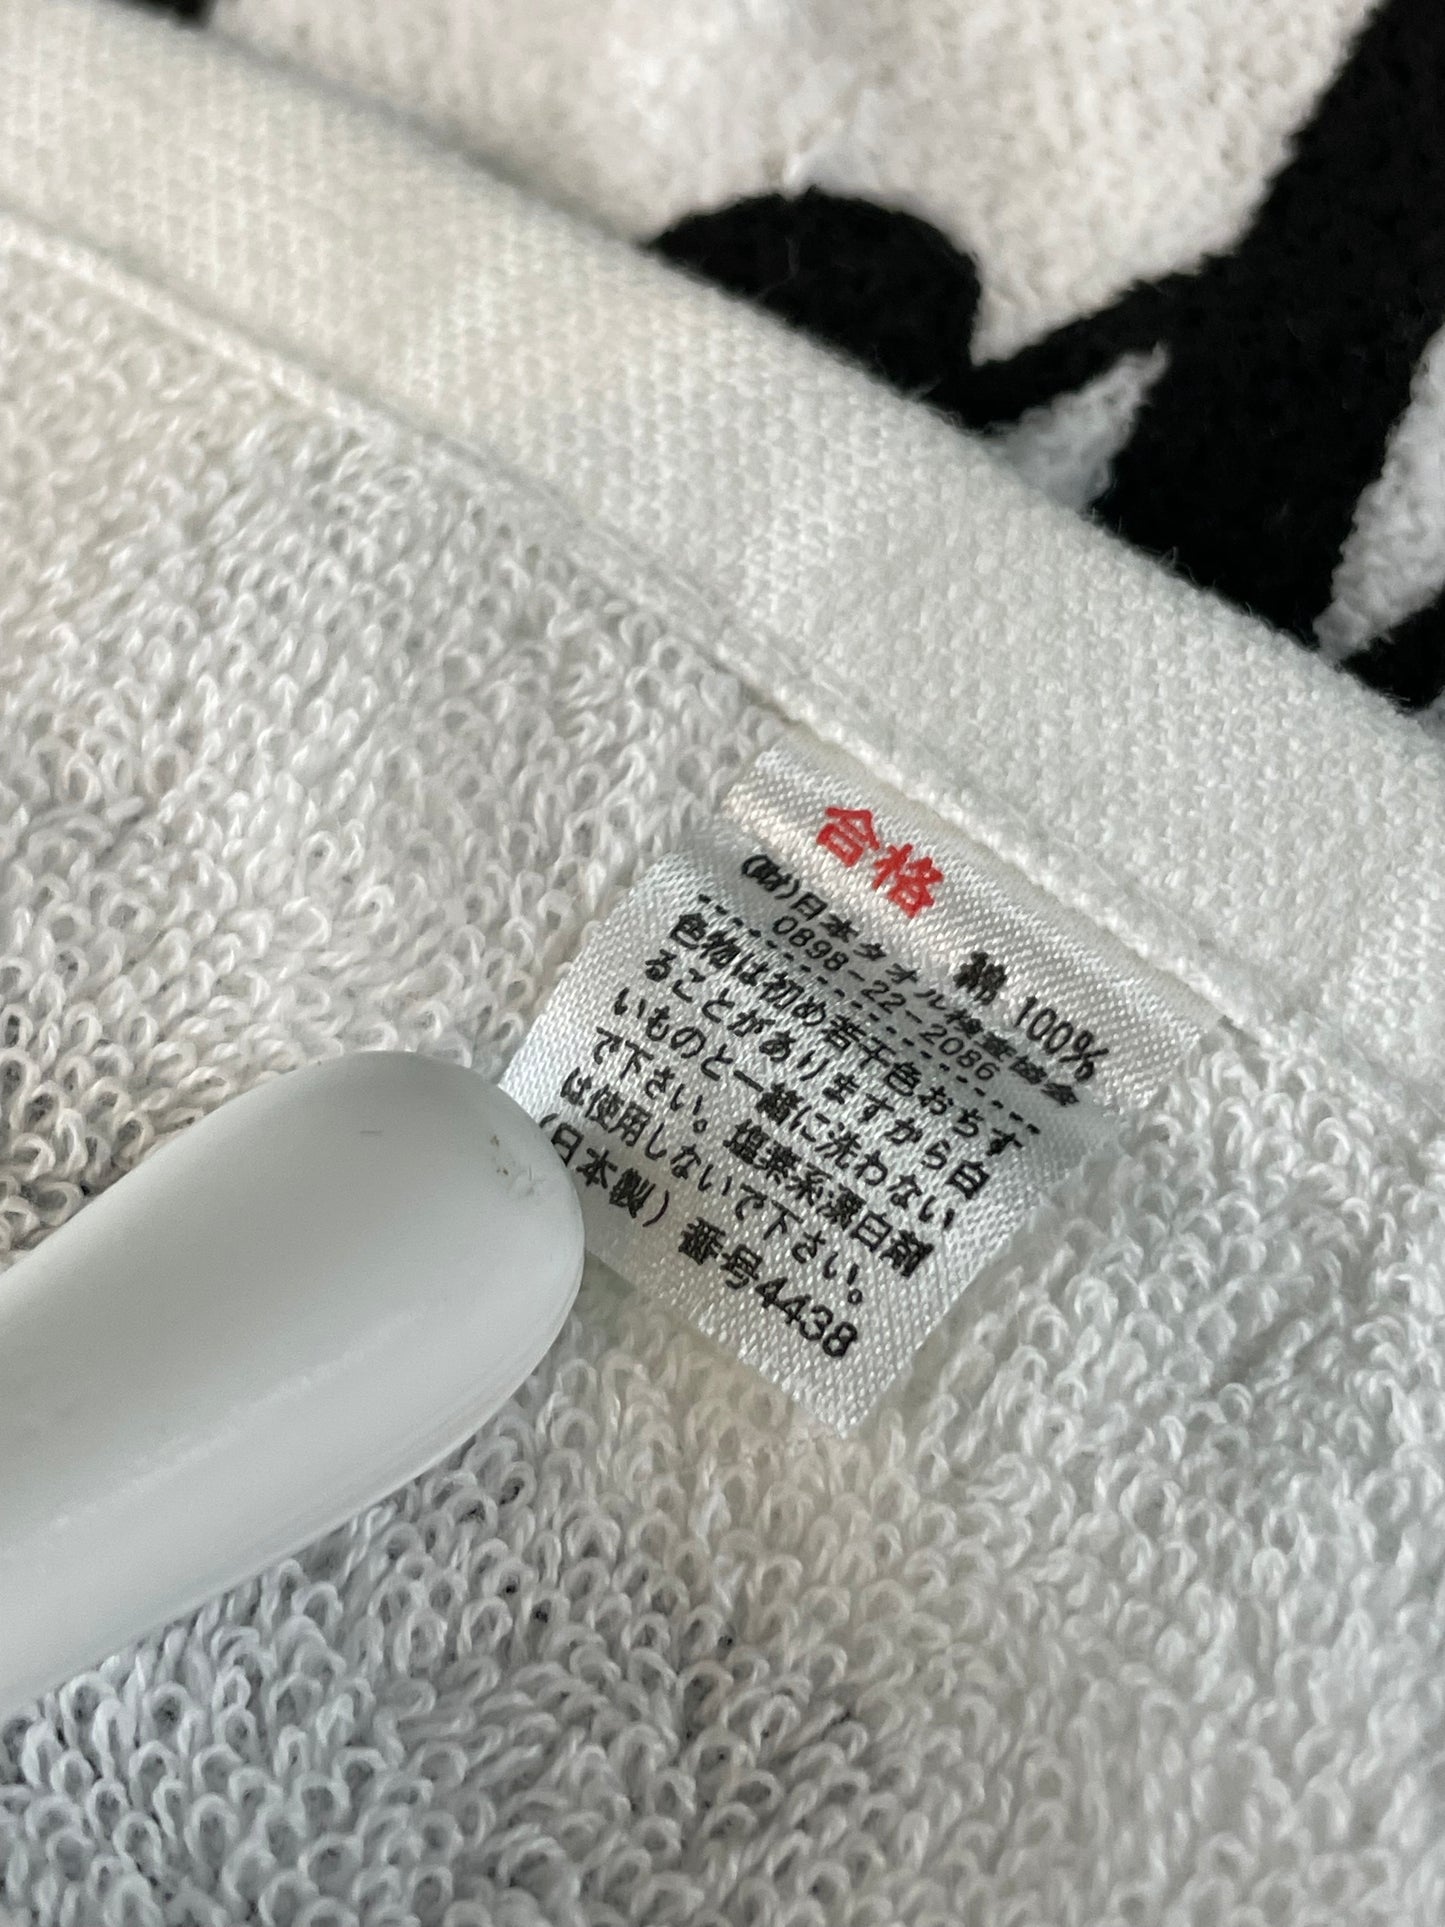 合格
綿 100%
(財)日本タオル検査協会
0898-22-2086
色物は初め若干色おちす
ることがありますから白
いものと一緒に洗わない
で下さい。塩素系漂白剤
は使用しないで下さい。
(日本製) 番号4438